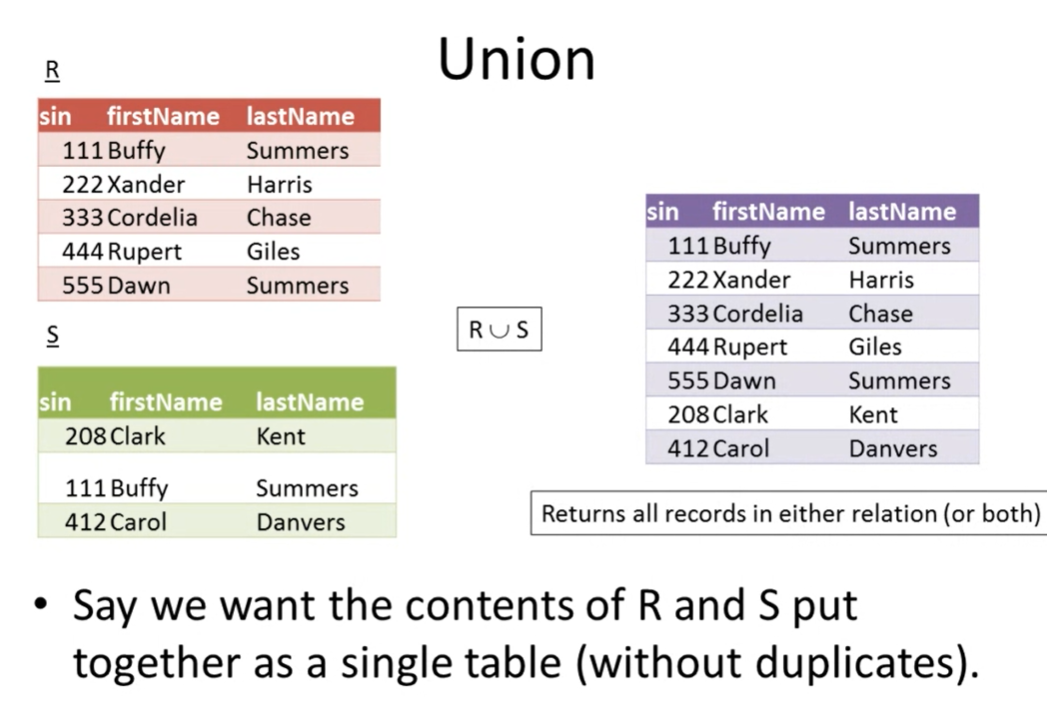 Union
R
sin firstName lastName
111 Buffy Summers
222 Xander Harris
333 Cordelia Chase
444 Rupert Giles
555 Dawn Summers
S
sin firstName lastName
208 Clark Kent
111 Buffy Summers
412 Carol Danvers
R ∪ S
sin firstName lastName
111 Buffy Summers
222 Xander Harris
333 Cordelia Chase
444 Rupert Giles
555 Dawn Summers
208 Clark Kent
412 Carol Danvers
Returns all records in either relation (or both)
• Say we want the contents of R and S put
together as a single table (without duplicates).